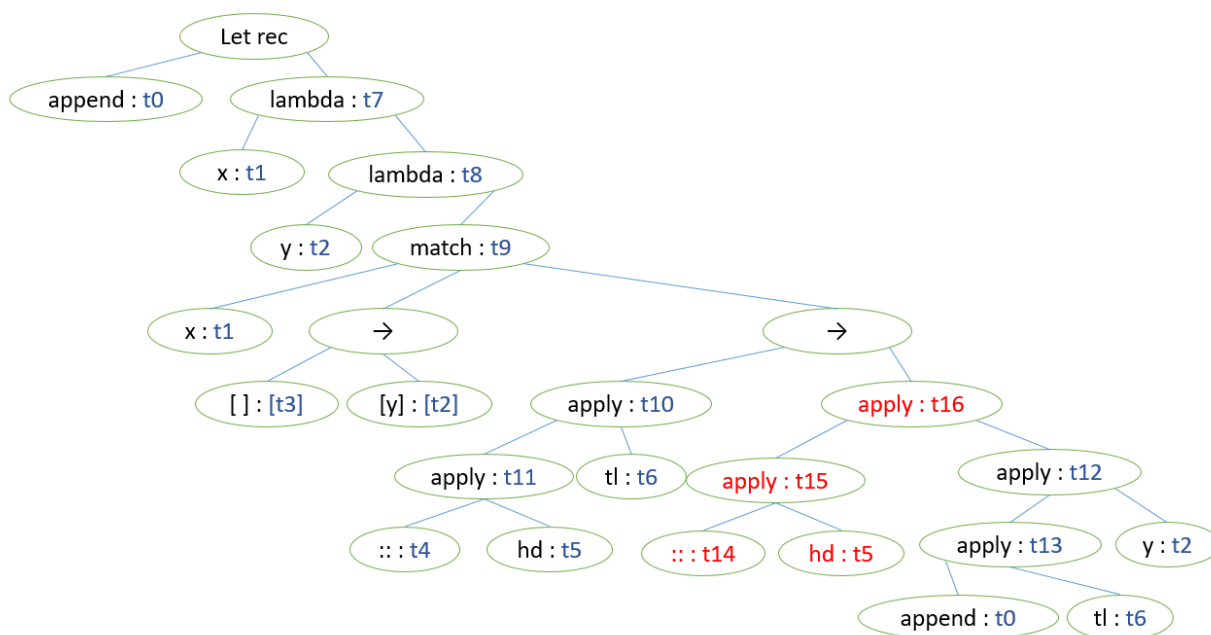 Let rec
append : t0
lambda : t7
x : t1
lambda : t8
y : t2
match : t9
x : t1
→
→
[ ] : [t3]
[y] : [t2]
apply : t10
apply : t16
apply : t11
tl : t6
apply : t15
apply : t12
:: : t4
hd : t5
:: : t14
hd : t5
apply : t13
y : t2
append : t0
tl : t6